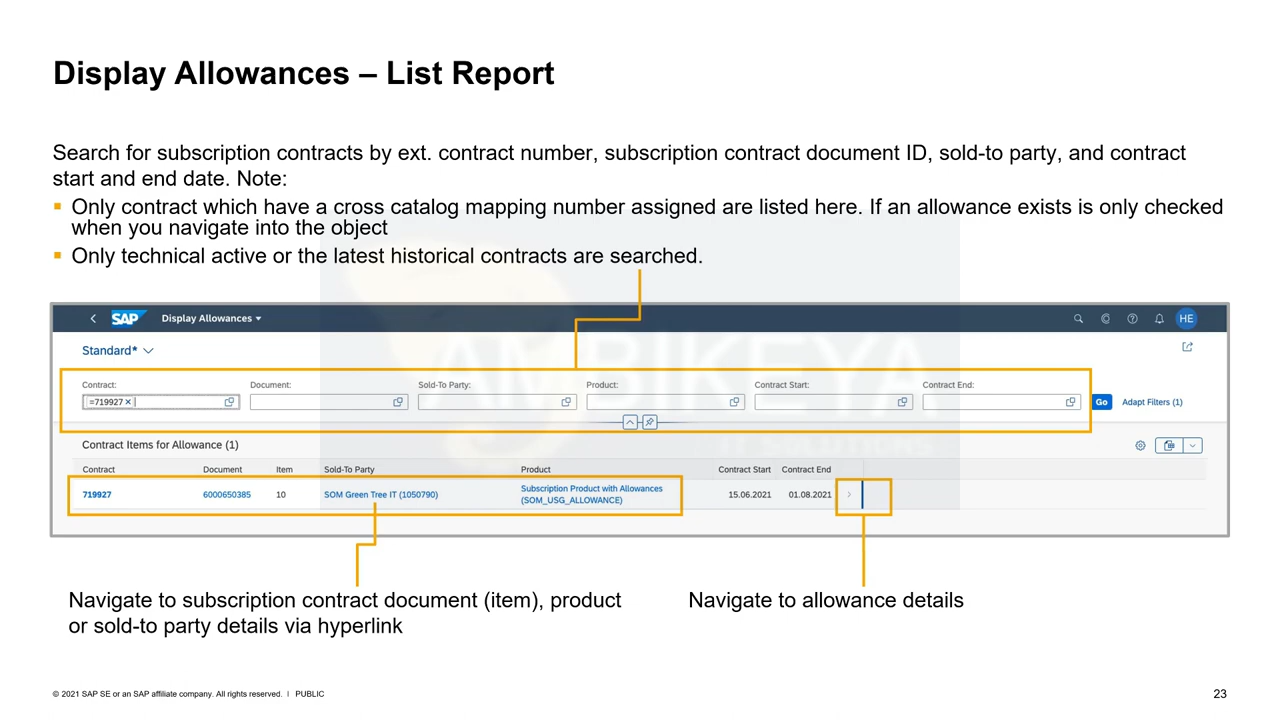 Display Allowances – List Report
Search for subscription contracts by ext. contract number, subscription contract document ID, sold-to party, and contract
start and end date. Note:
Only contract which have a cross catalog mapping number assigned are listed here. If an allowance exists is only checked
when you navigate into the object
Only technical active or the latest historical contracts are searched.
SAP Display Allowances HE
Standard*
Contract: Document: Sold-To Party: Product: Contract Start: Contract End:
=719927 × Go Adapt Filters (1)
Contract Items for Allowance (1)
Contract Document Item Sold-To Party Product Contract Start Contract End
719927 6000650385 10 SOM Green Tree IT (1050790) Subscription Product with Allowances 15.06.2021 01.08.2021
(SOM_USG_ALLOWANCE)
Navigate to subscription contract document (item), product
or sold-to party details via hyperlink
Navigate to allowance details
© 2021 SAP SE or an SAP affiliate company. All rights reserved. ǀ PUBLIC
23
AMBIKEYA